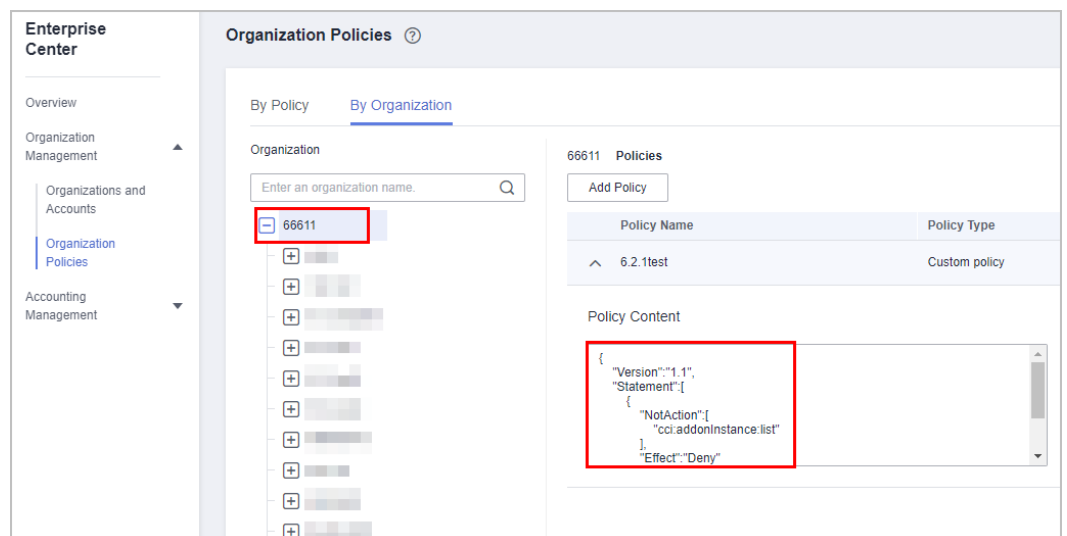 Enterprise
Center
Overview
Organization
Management
Organizations and
Accounts
Organization
Policies
Accounting
Management
Organization Policies ?
By Policy By Organization
Organization
Enter an organization name.
66611
66611 Policies
Add Policy
Policy Name Policy Type
6.2.1test Custom policy
Policy Content
{
"Version":"1.1",
"Statement":[
{
"NotAction":[
"cci:addonInstance:list"
],
"Effect":"Deny"